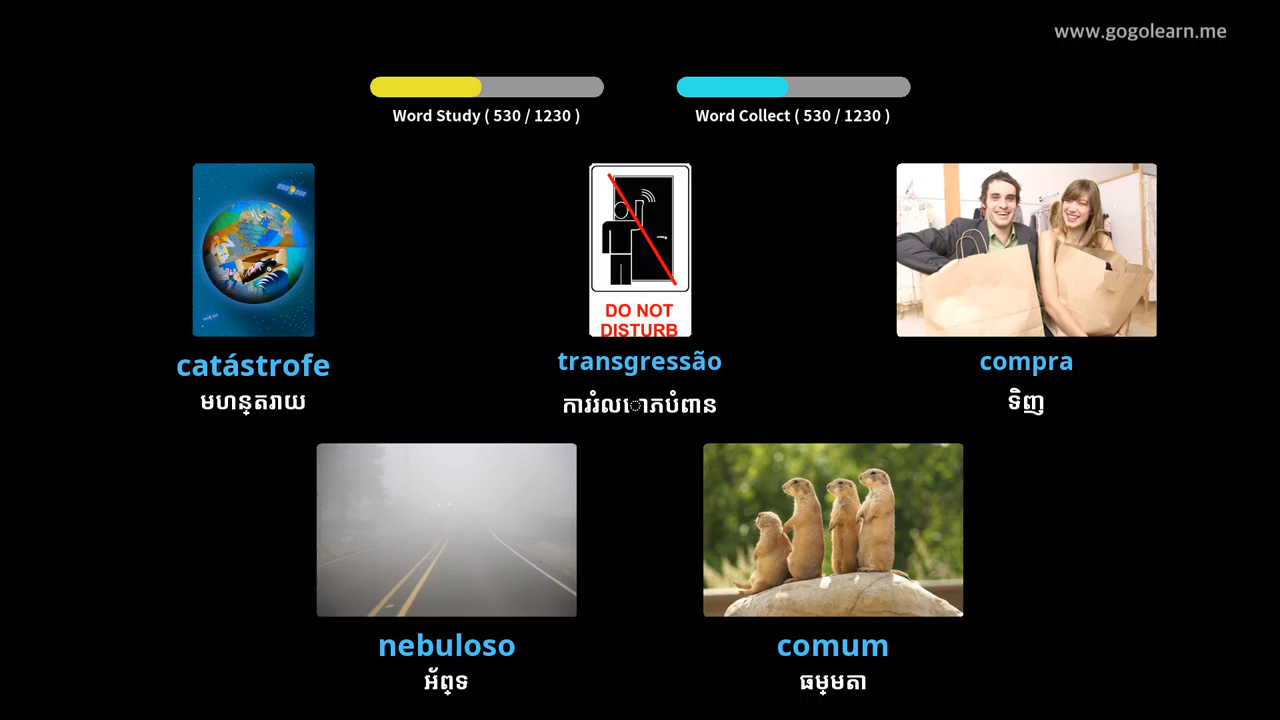 www.gogolearn.me
Word Study ( 530 / 1230 )
Word Collect ( 530 / 1230 )
DO NOT
DISTURB
catástrofe
មហន្តរាយ
transgressão
ការរំលោភបំពាន
compra
ទិញ
nebuloso
អ័ព្ទ
comum
ធម្មតា